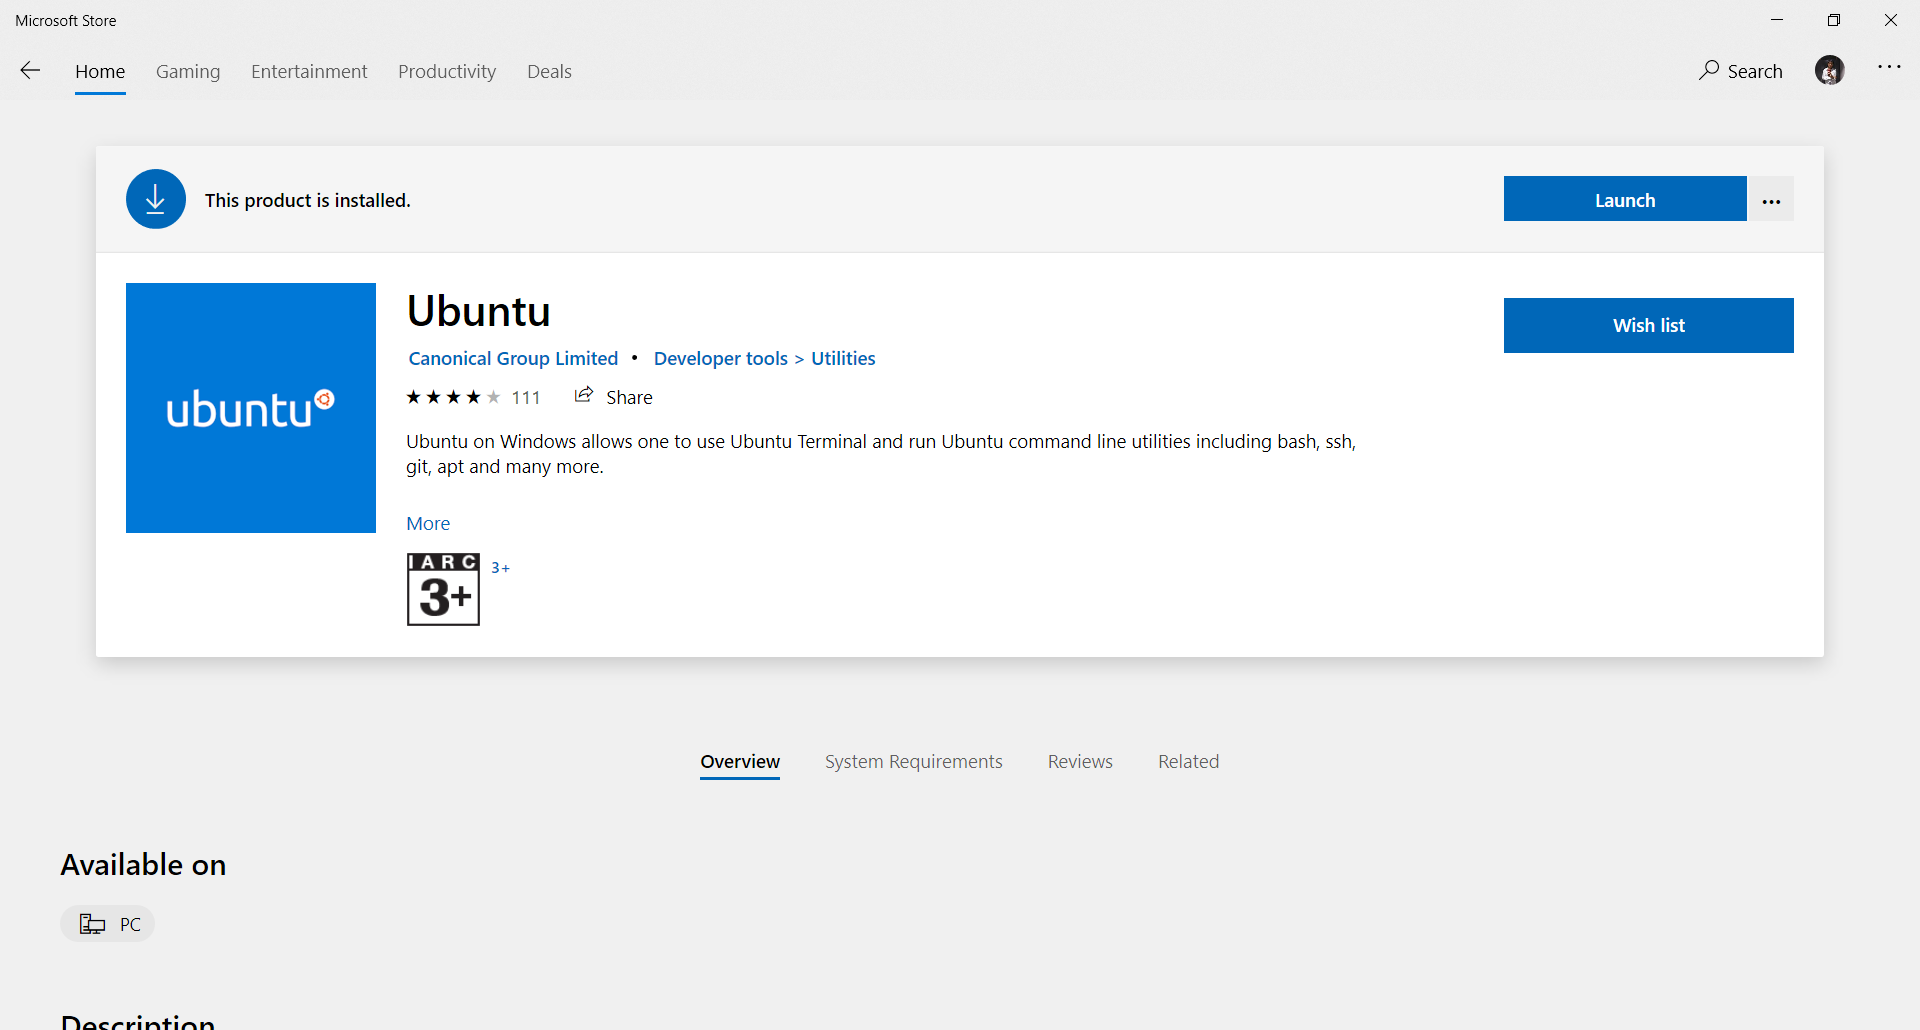 Microsoft Store
Home Gaming Entertainment Productivity Deals Search
This product is installed.
Launch
ubuntu
Ubuntu
Canonical Group Limited • Developer tools > Utilities
111 Share
Ubuntu on Windows allows one to use Ubuntu Terminal and run Ubuntu command line utilities including bash, ssh,
git, apt and many more.
More
IARC
3+
3+
Wish list
Overview System Requirements Reviews Related
Available on
PC
Description